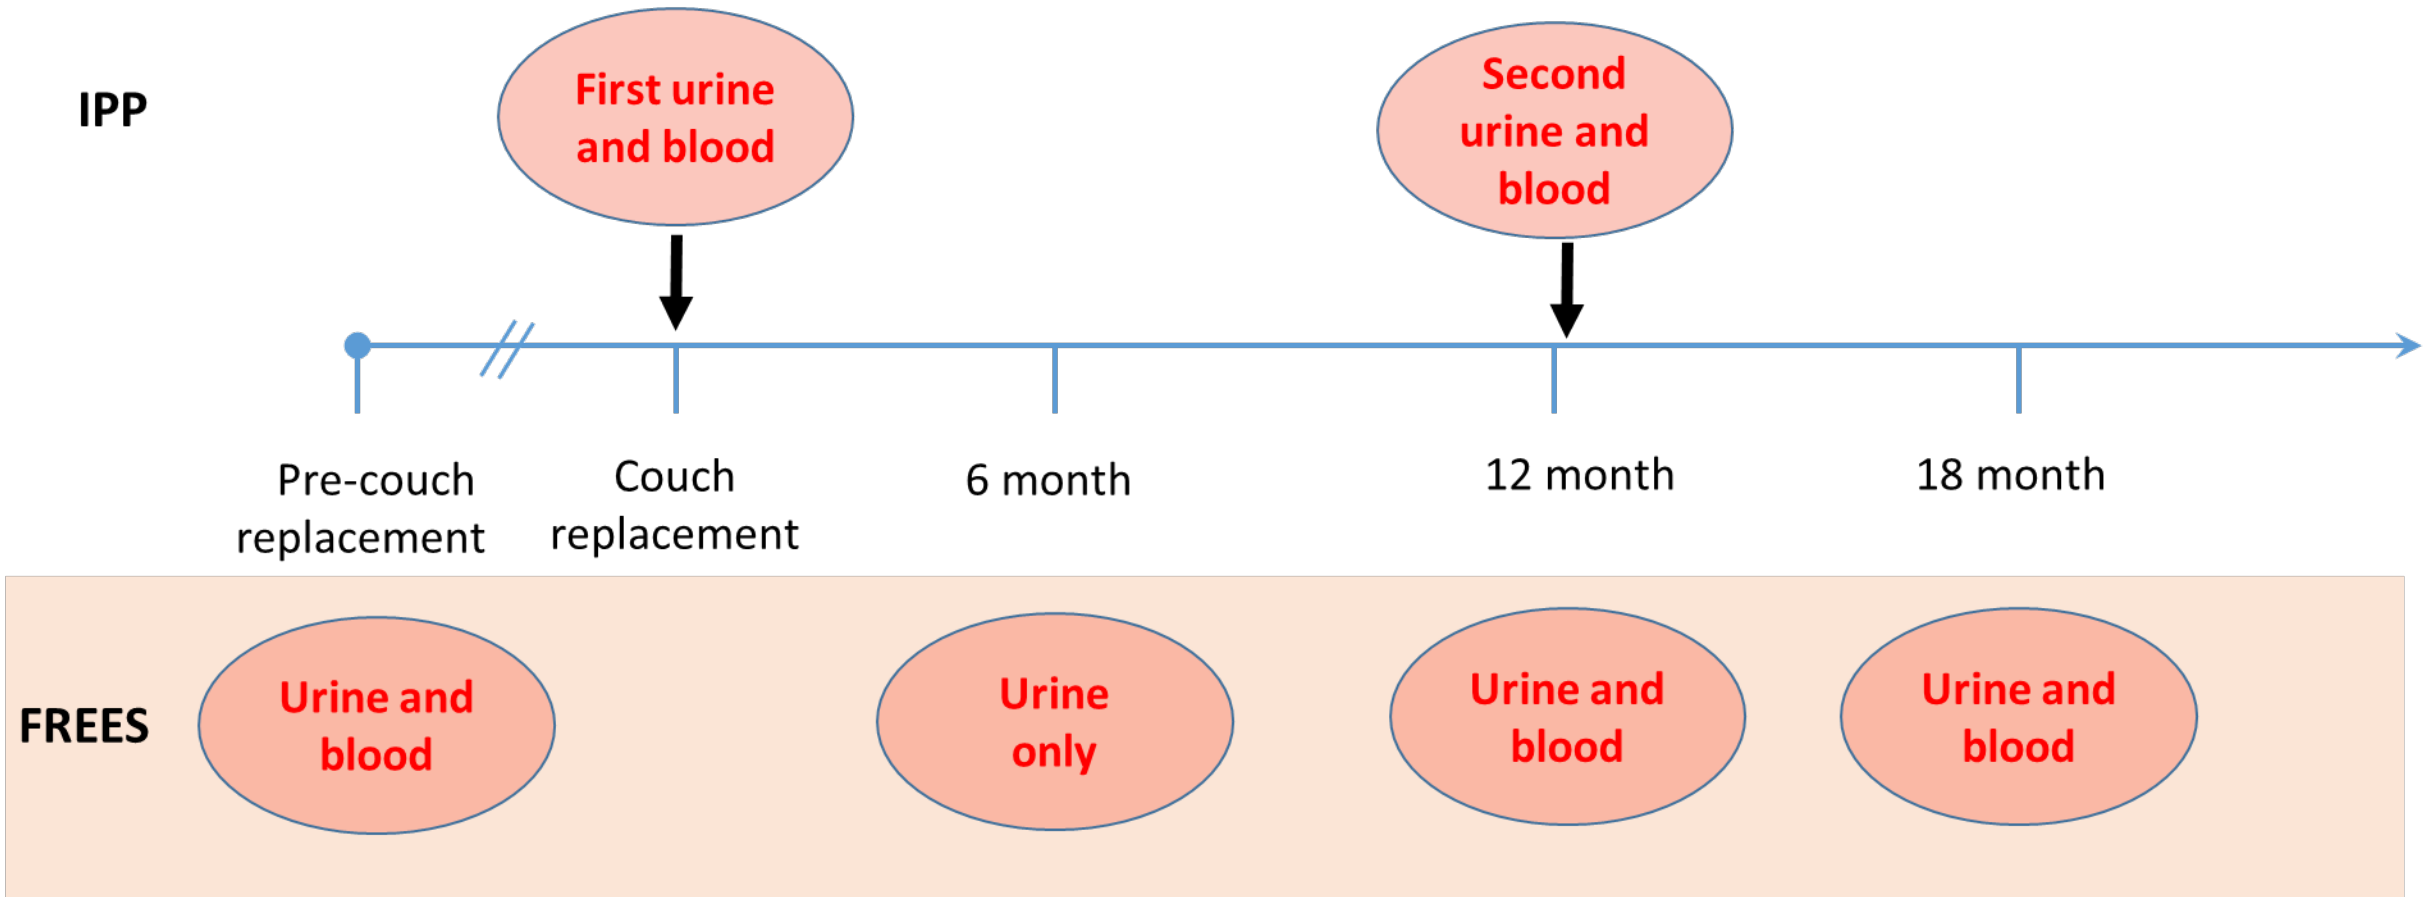 IPP
First urine
and blood
Second
urine and
blood
Pre-couch
replacement
Couch
replacement
6 month
12 month
18 month
FREES
Urine and
blood
Urine
only
Urine and
blood
Urine and
blood